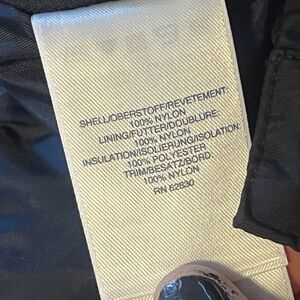 SHELL/OBERSTOFF/REVETEMENT:
100% NYLON
LINING/FUTTER/DOUBLURE:
100% NYLON
INSULATION/ISOLIERUNG/ISOLATION:
100% POLYESTER
TRIM/BESATZ/BORD:
100% NYLON
RN 62830